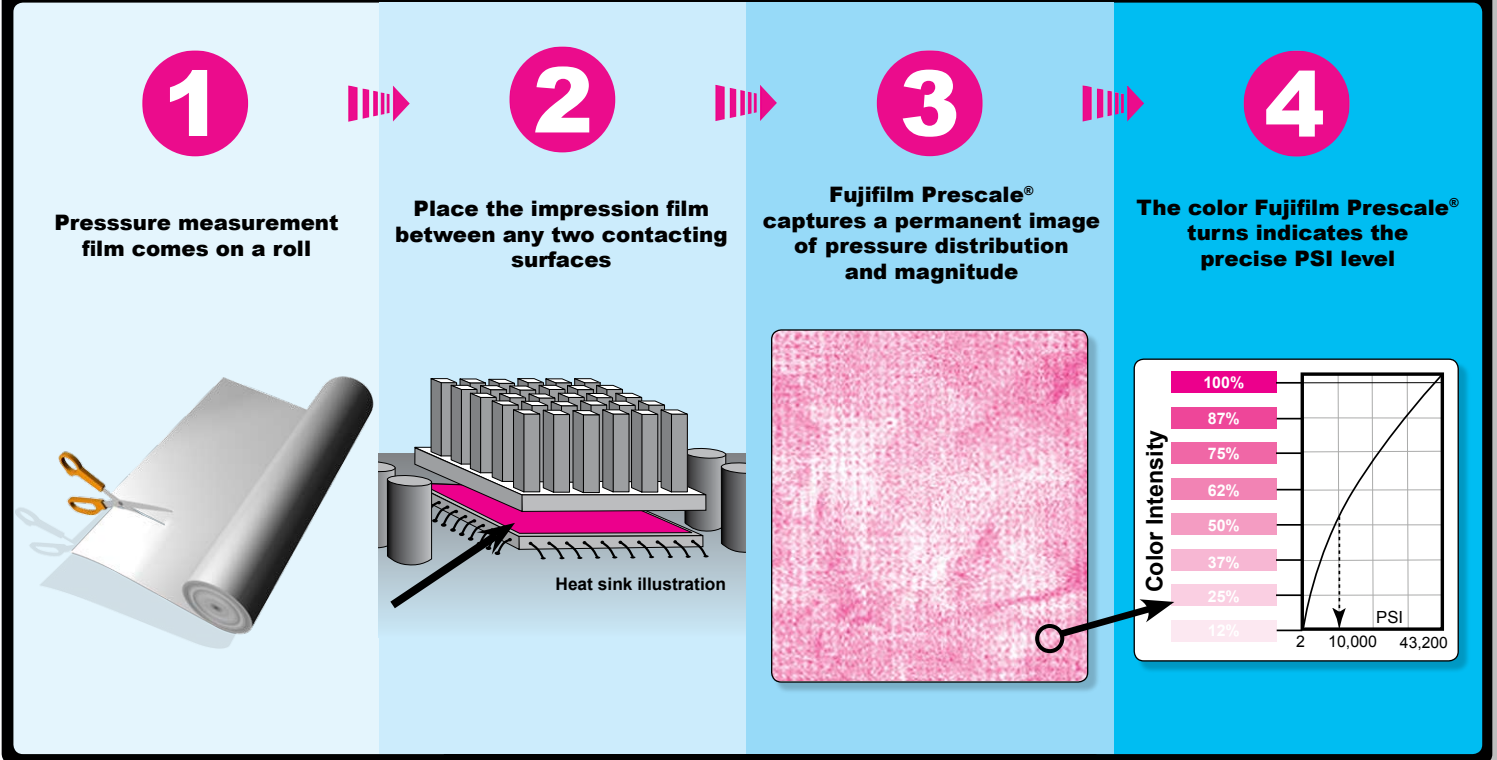 1
Presssure measurement
film comes on a roll
2
Place the impression film
between any two contacting
surfaces
Heat sink illustration
3
Fujifilm Prescale®
captures a permanent image
of pressure distribution
and magnitude
4
The color Fujifilm Prescale®
turns indicates the
precise PSI level
Color Intensity
100%
87%
75%
62%
50%
37%
25%
12%
PSI
2 10,000 43,200